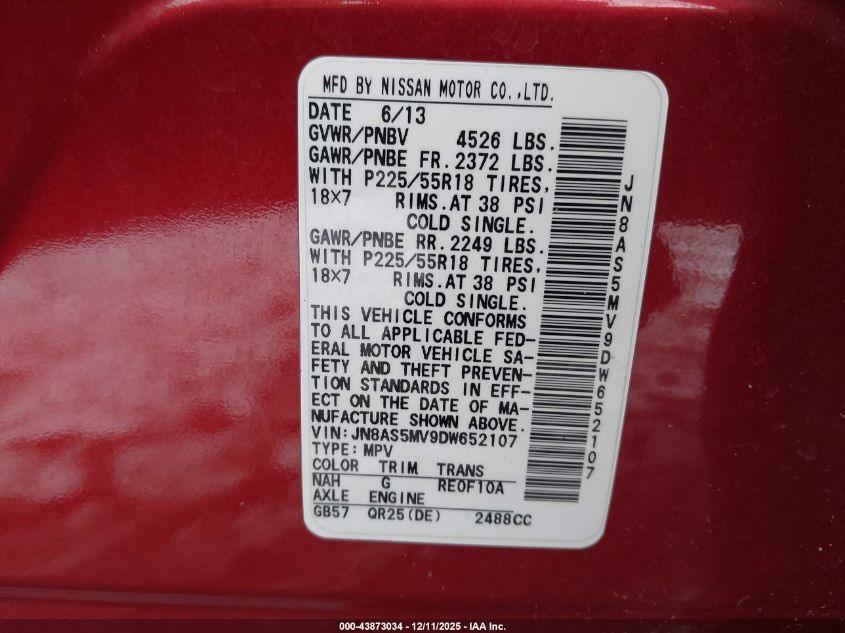 MFD BY NISSAN MOTOR CO.,LTD.
DATE 6/13
GVWR/PNBV 4526 LBS.
GAWR/PNBE FR. 2372 LBS.
WITH P225/55R18 TIRES,
18X7 RIMS.AT 38 PSI
COLD SINGLE.
GAWR/PNBE RR. 2249 LBS.
WITH P225/55R18 TIRES,
18X7 RIMS.AT 38 PSI
COLD SINGLE.
THIS VEHICLE CONFORMS
TO ALL APPLICABLE FED-
ERAL MOTOR VEHICLE SA-
FETY AND THEFT PREVEN-
TION STANDARDS IN EFF-
ECT ON THE DATE OF MA-
NUFACTURE SHOWN ABOVE.
VIN:JN8AS5MV9DW652107
TYPE: MPV
COLOR TRIM TRANS
NAH G RE0F10A
AXLE ENGINE
GB57 QR25(DE) 2488CC
JN8AS5MV9DW652107
000-43873034 - 12/11/2025 - IAA Inc.